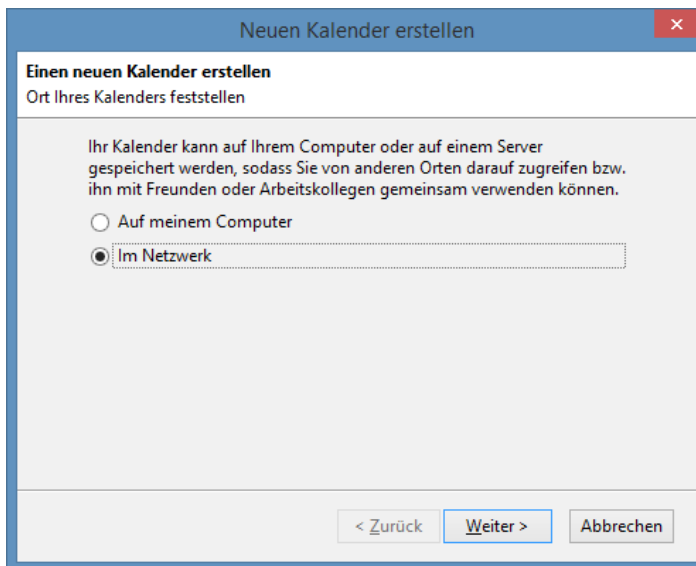 Neuen Kalender erstellen
Einen neuen Kalender erstellen
Ort Ihres Kalenders feststellen
Ihr Kalender kann auf Ihrem Computer oder auf einem Server
gespeichert werden, sodass Sie von anderen Orten darauf zugreifen bzw.
ihn mit Freunden oder Arbeitskollegen gemeinsam verwenden können.
Auf meinem Computer
Im Netzwerk
< Zurück Weiter > Abbrechen